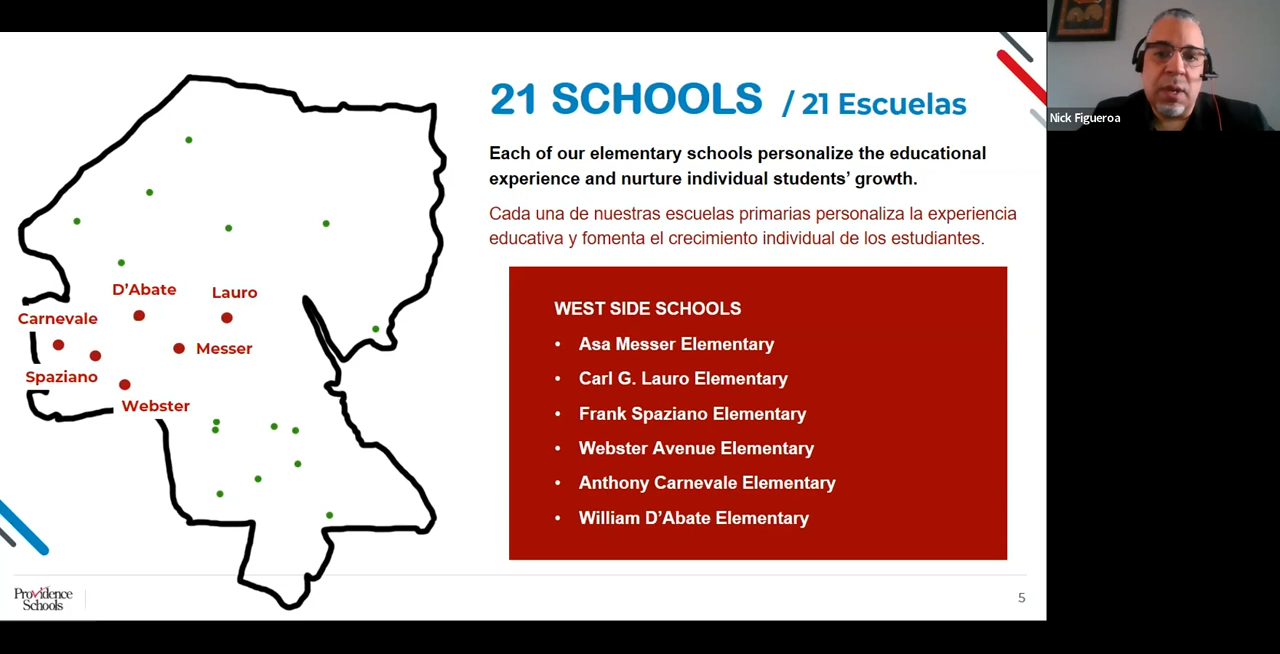 21 SCHOOLS / 21 Escuelas
Nick Figueroa
Each of our elementary schools personalize the educational
experience and nurture individual students’ growth.
Cada una de nuestras escuelas primarias personaliza la experiencia
educativa y fomenta el crecimiento individual de los estudiantes.
D’Abate
Lauro
Carnevale
Messer
Spaziano
Webster
WEST SIDE SCHOOLS
• Asa Messer Elementary
• Carl G. Lauro Elementary
• Frank Spaziano Elementary
• Webster Avenue Elementary
• Anthony Carnevale Elementary
• William D’Abate Elementary
Providence
Schools
5